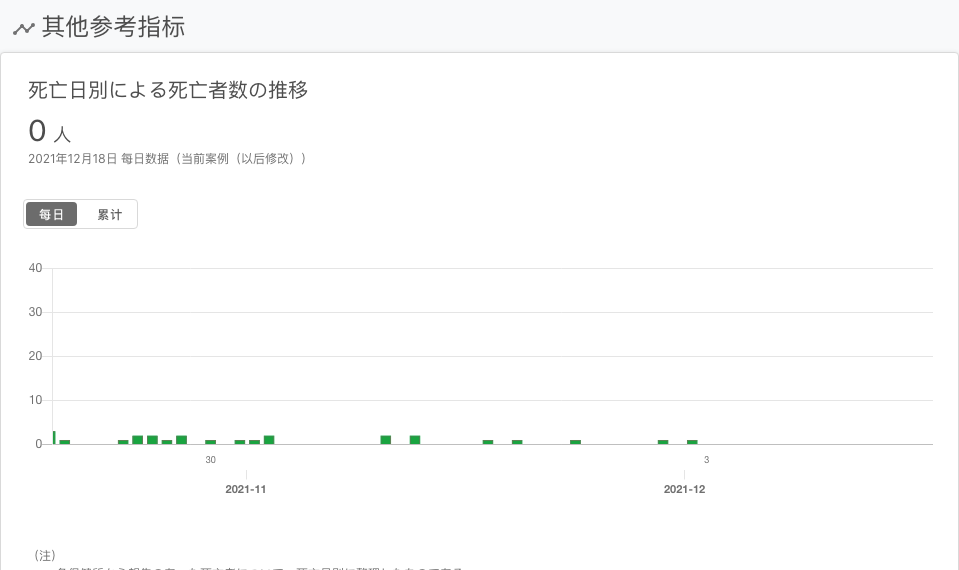 其他参考指标
死亡日別による死亡者数の推移
0 人
2021年12月18日 每日数据（当前案例（以后修改））
每日 累计
40
30
20
10
0
30 3
2021-11 2021-12
（注）